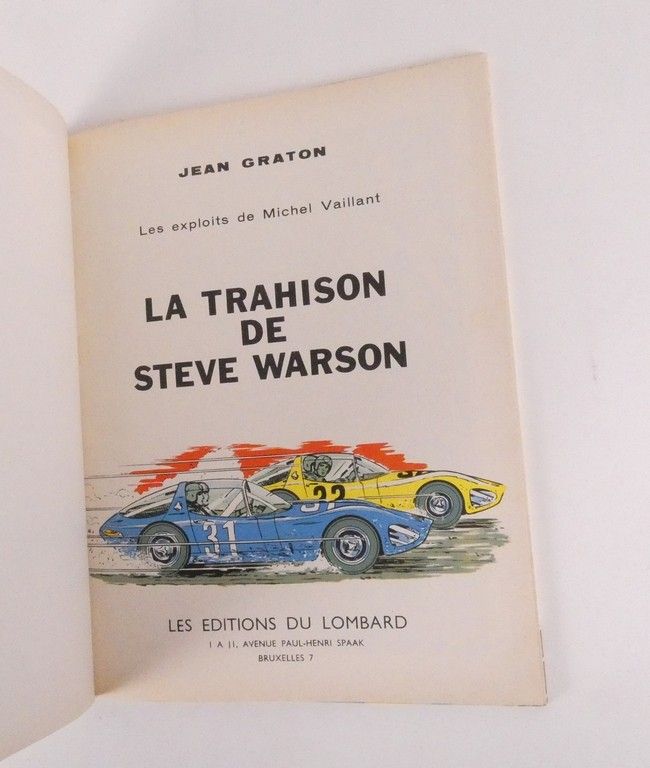 JEAN GRATON
Les exploits de Michel Vaillant
LA TRAHISON
DE
STEVE WARSON
32
31
LES EDITIONS DU LOMBARD
1 A 11, AVENUE PAUL-HENRI SPAAK
BRUXELLES 7